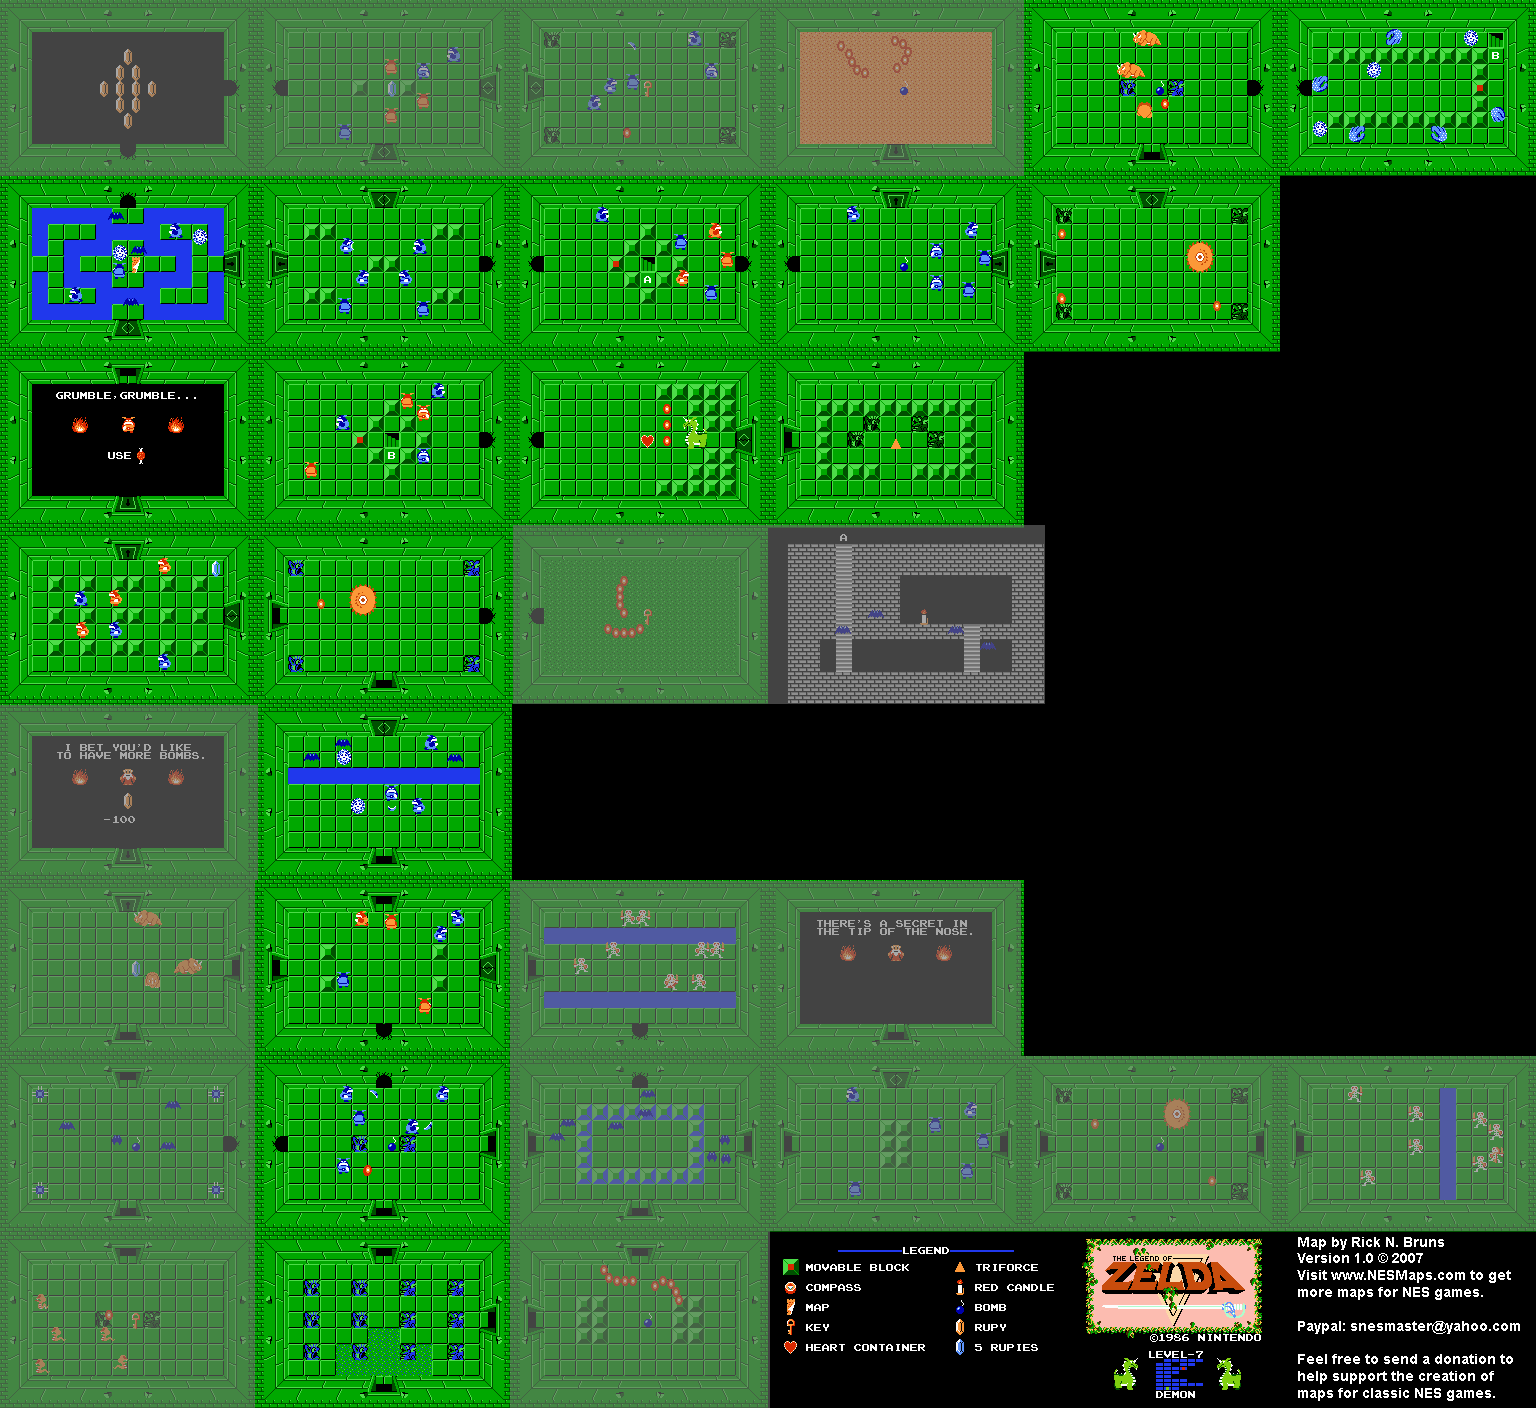 B
A
GRUMBLE,GRUMBLE...
USE
B
A
I BET YOU'D LIKE
TO HAVE MORE BOMBS.
-100
THERE'S A SECRET IN
THE TIP OF THE NOSE.
LEGEND
MOVABLE BLOCK
COMPASS
MAP
KEY
HEART CONTAINER
TRIFORCE
RED CANDLE
BOMB
RUPY
5 RUPIES
THE LEGEND OF
ZELDA
©1986 NINTENDO
LEVEL-7
DEMON
Map by Rick N. Bruns
Version 1.0 © 2007
Visit www.NESMaps.com to get
more maps for NES games.
Paypal: snesmaster@yahoo.com
Feel free to send a donation to
help support the creation of
maps for classic NES games.